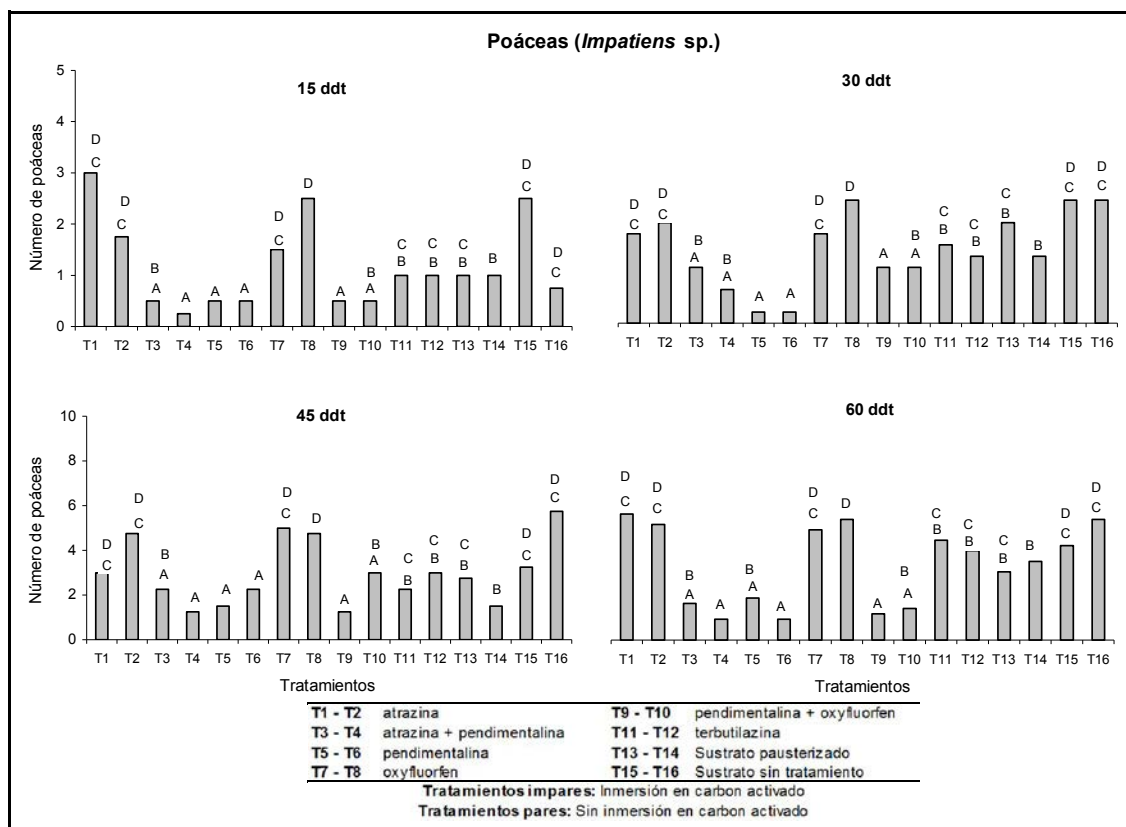 Poáceas (Impatiens sp.)
15 ddt
Número de poáceas
5
4
3
2
1
0
D D
C D C
D D
C C D
B C C C C
A A A A A B B B B B
A
T1 T2 T3 T4 T5 T6 T7 T8 T9 T10 T11 T12 T13 T14 T15 T16
30 ddt
D D D D D D C D D
C C B B A A C A B C C B B C C
A A A B B
T1 T2 T3 T4 T5 T6 T7 T8 T9 T10 T11 T12 T13 T14 T15 T16
45 ddt
Número de poáceas
10
8
6
4
2
0
D D B A A A D D A B C C C B D D
C C A C A B B B C C
T1 T2 T3 T4 T5 T6 T7 T8 T9 T10 T11 T12 T13 T14 T15 T16
Tratamientos
60 ddt
D D B A B A D D A B C C C B D D
C C A A C A B B B C C
T1 T2 T3 T4 T5 T6 T7 T8 T9 T10 T11 T12 T13 T14 T15 T16
Tratamientos
T1 - T2 atrazina T9 - T10 pendimentalina + oxyfluorfen
T3 - T4 atrazina + pendimentalina T11 - T12 terbutilazina
T5 - T6 pendimentalina T13 - T14 Sustrato pausterizado
T7 - T8 oxyfluorfen T15 - T16 Sustrato sin tratamiento
Tratamientos impares: Inmersión en carbon activado
Tratamientos pares: Sin inmersión en carbon activado